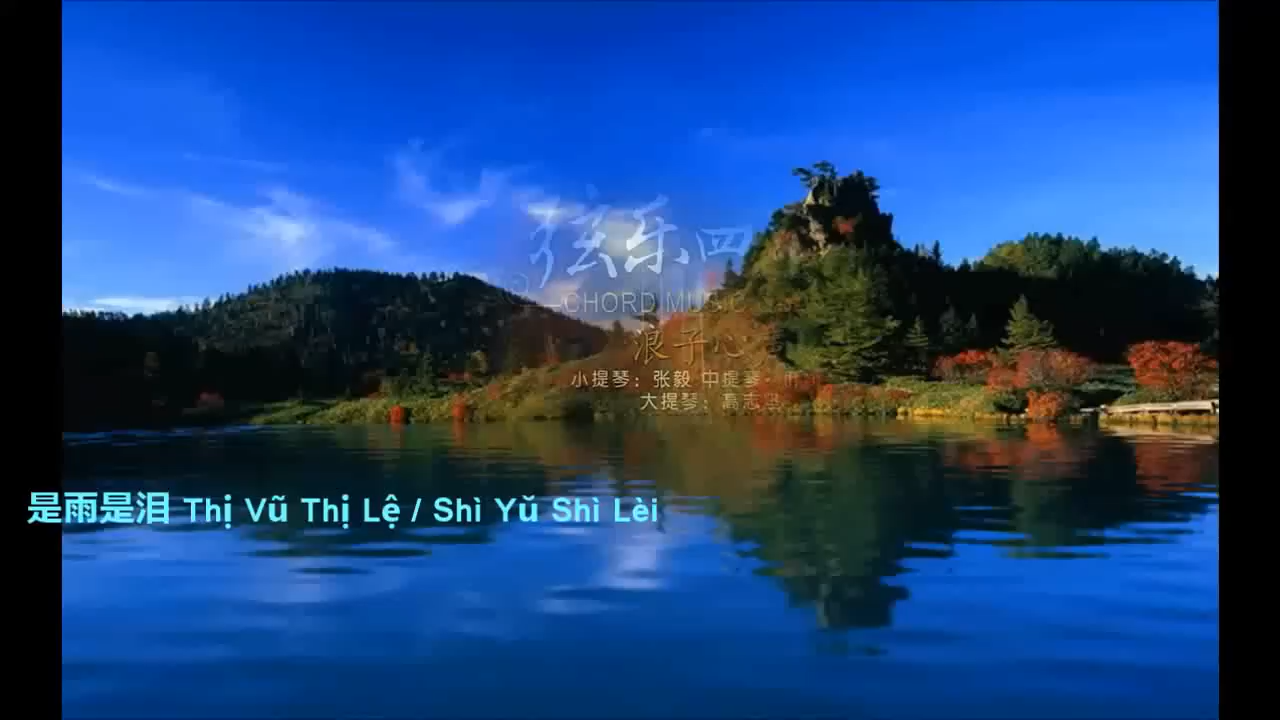 弦乐四
CHORD MUSIC
浪子心
小提琴：张毅 中提琴
大提琴：高志
是雨是泪 Thị Vũ Thị Lệ / Shì Yǔ Shì Lèi